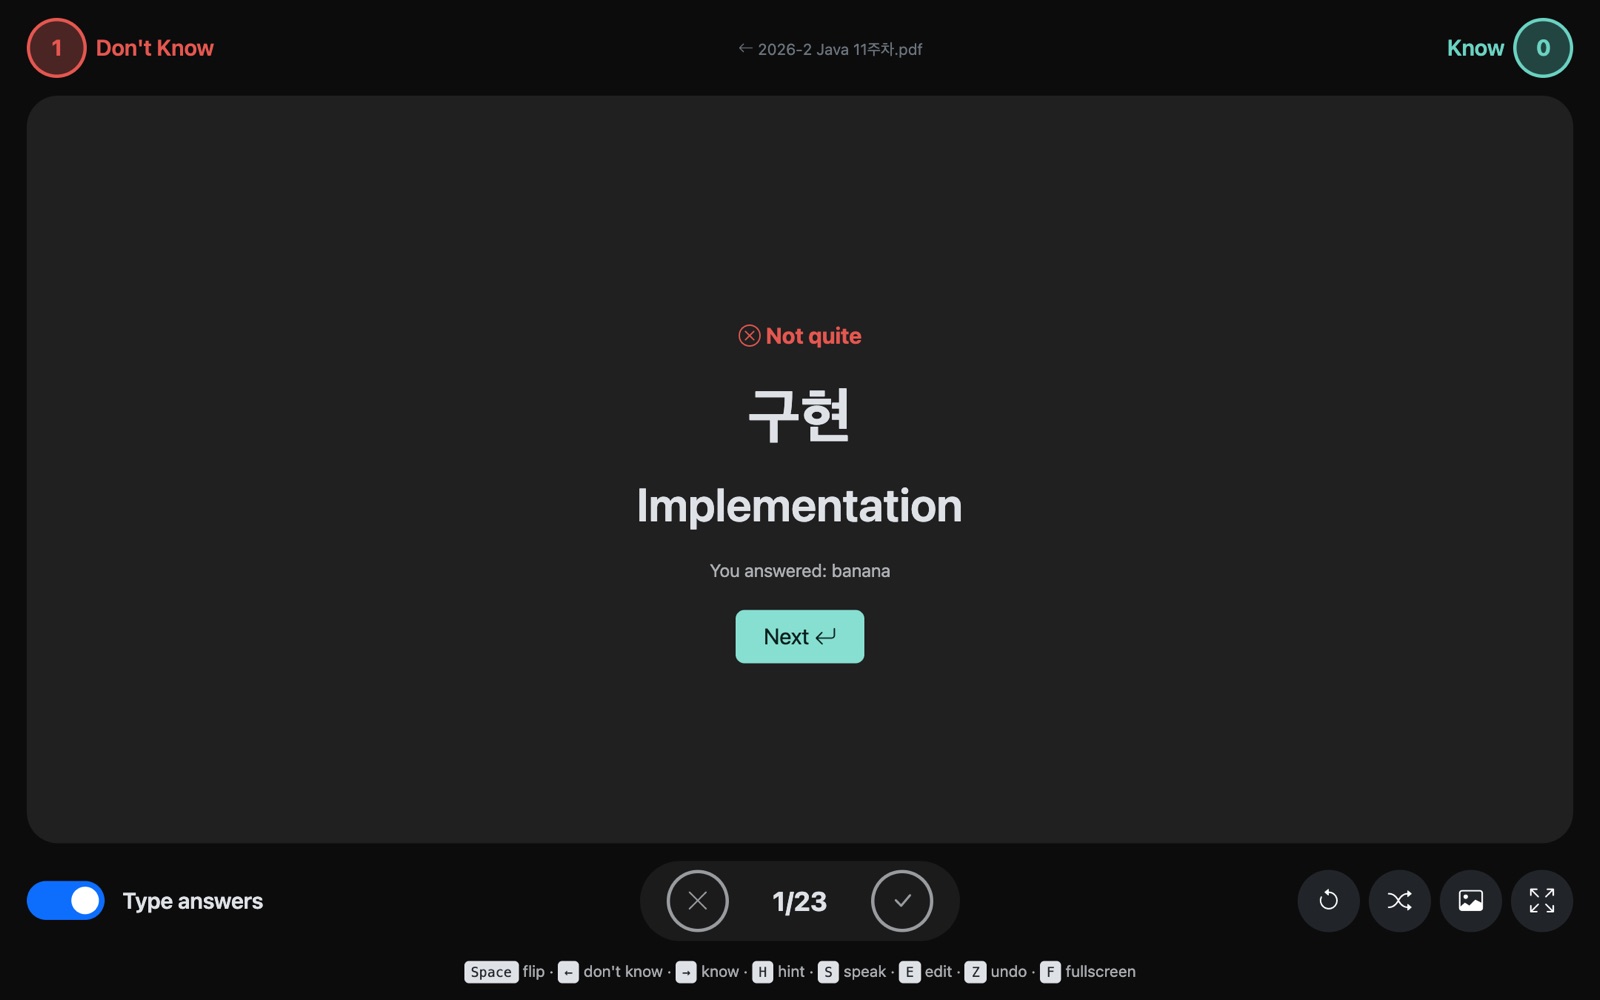 1 Don't Know
← 2026-2 Java 11주차.pdf
Know 0
Not quite
구현
Implementation
You answered: banana
Next ↵
Type answers
1/23
Space flip · ← don't know · → know · H hint · S speak · E edit · Z undo · F fullscreen